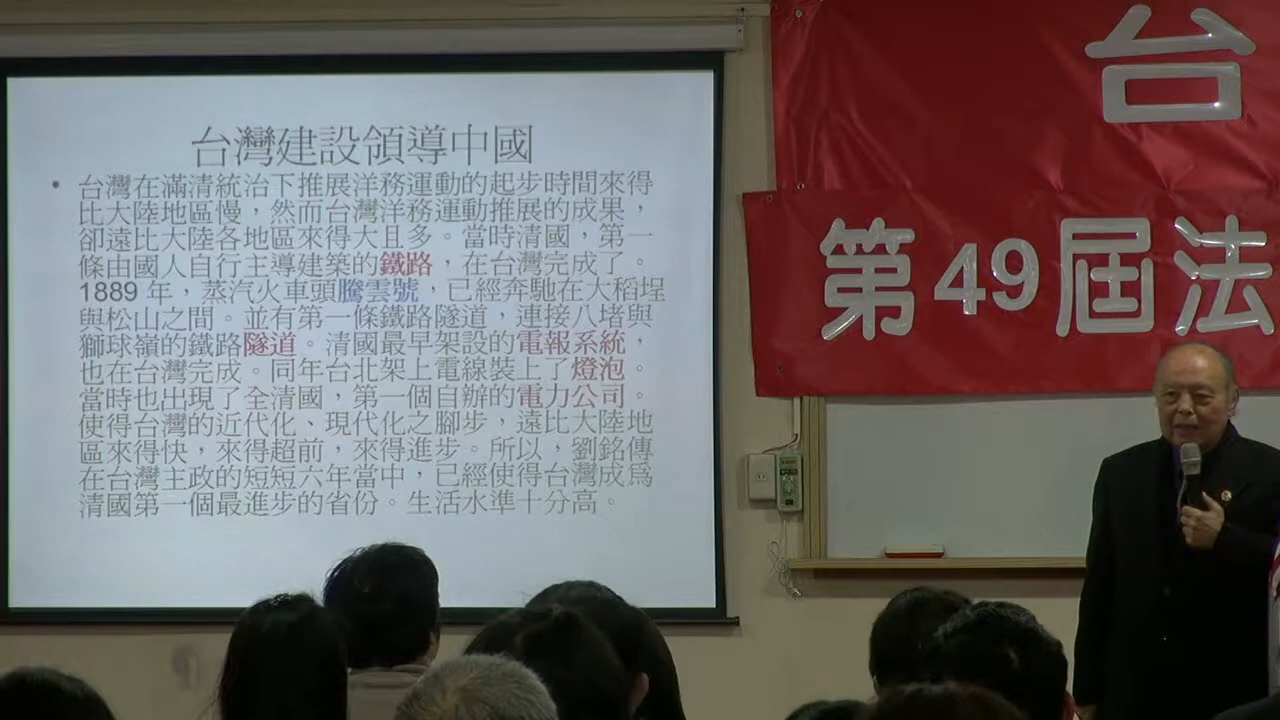 台灣建設領導中國
• 台灣在滿清統治下推展洋務運動的起步時間來得
比大陸地區慢，然而台灣洋務運動推展的成果，
卻遠比大陸各地區來得大且多。當時清國，第一
條由國人自行主導建築的鐵路，在台灣完成了。
1889 年，蒸汽火車頭騰雲號，已經奔馳在大稻埕
與松山之間。並有第一條鐵路隧道，連接八堵與
獅球嶺的鐵路隧道。清國最早架設的電報系統，
也在台灣完成。同年台北架上電線裝上了燈泡。
當時也出現了全清國，第一個自辦的電力公司。
使得台灣的近代化、現代化之腳步，遠比大陸地
區來得快，來得超前，來得進步。所以，劉銘傳
在台灣主政的短短六年當中，已經使得台灣成為
清國第一個最進步的省份。生活水準十分高。
台
第49屆法